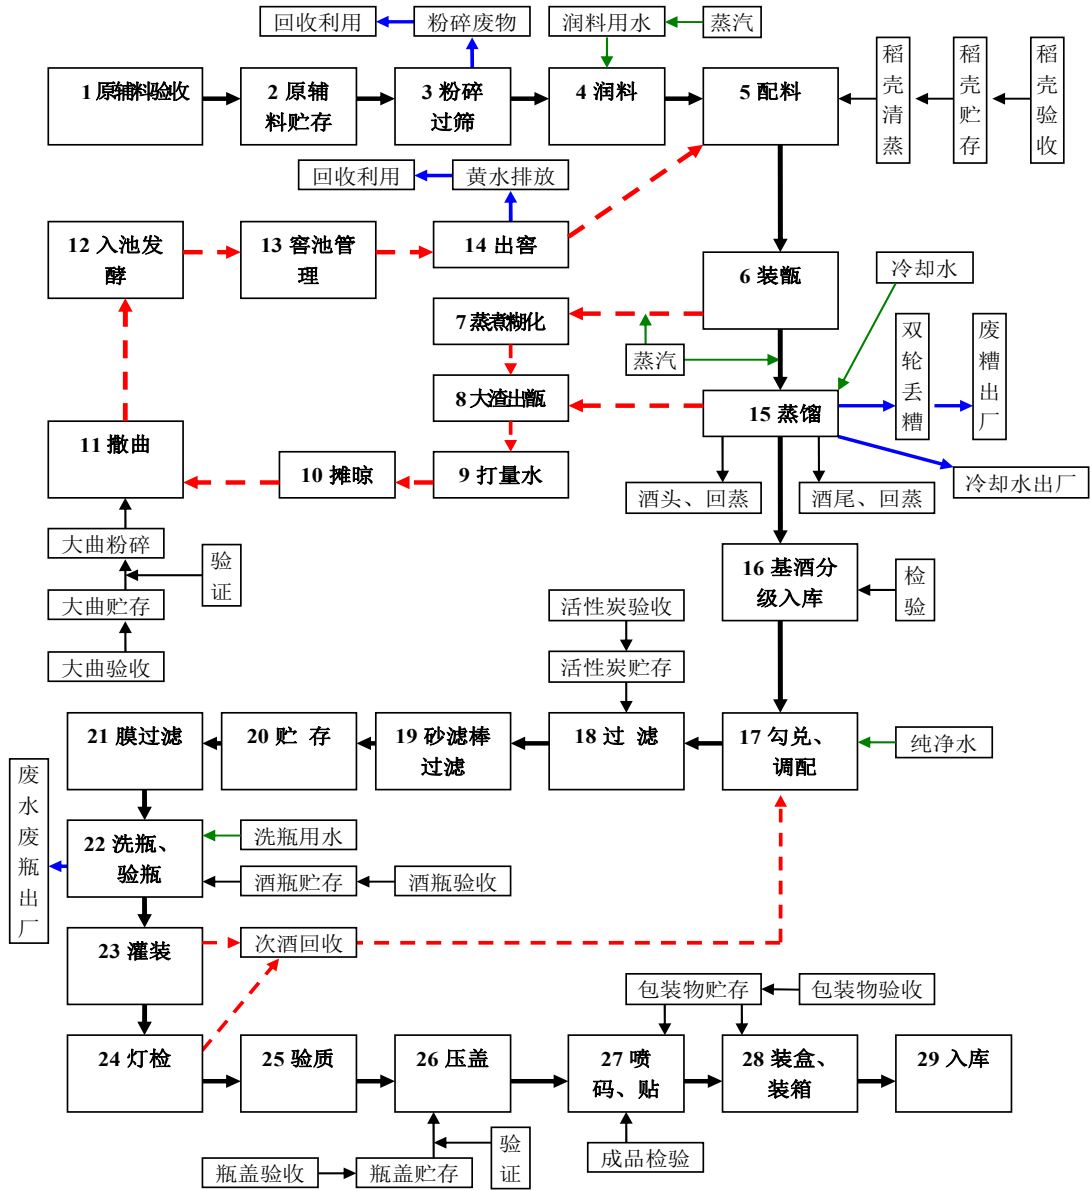 回收利用
粉碎废物
润料用水
蒸汽
1 原辅料验收
2 原辅
料贮存
3 粉碎
过筛
4 润料
5 配料
稻壳清蒸
稻壳贮存
稻壳验收
回收利用
黄水排放
12 入池发
酵
13 窖池管
理
14 出窖
6 装甑
冷却水
7 蒸煮糊化
蒸汽
双轮丢糟
废糟出厂
8 大渣出甑
15 蒸馏
11 撒曲
10 摊晾
9 打量水
酒头、回蒸
酒尾、回蒸
冷却水出厂
大曲粉碎
验证
大曲贮存
大曲验收
16 基酒分
级入库
检验
活性炭验收
活性炭贮存
21 膜过滤
20 贮 存
19 砂滤棒
过滤
18 过 滤
17 勾兑、
调配
纯净水
废水废瓶出厂
22 洗瓶、
验瓶
洗瓶用水
酒瓶贮存
酒瓶验收
23 灌装
次酒回收
包装物贮存
包装物验收
24 灯检
25 验质
26 压盖
27 喷
码、贴
28 装盒、
装箱
29 入库
瓶盖验收
瓶盖贮存
验证
成品检验